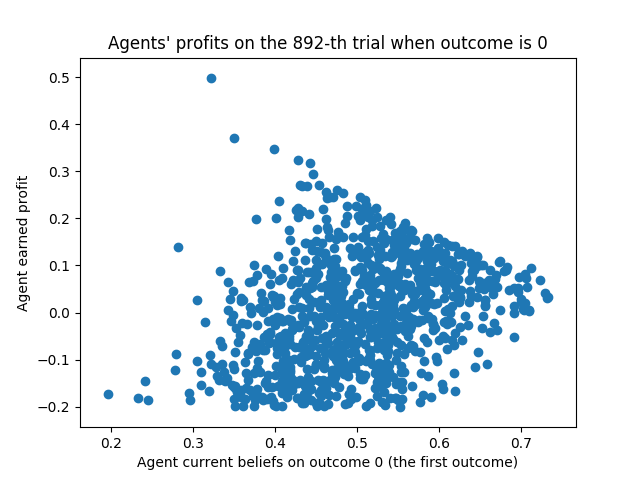 Agents' profits on the 892-th trial when outcome is 0
Agent earned profit
0.5
0.4
0.3
0.2
0.1
0.0
−0.1
−0.2
0.2 0.3 0.4 0.5 0.6 0.7
Agent current beliefs on outcome 0 (the first outcome)